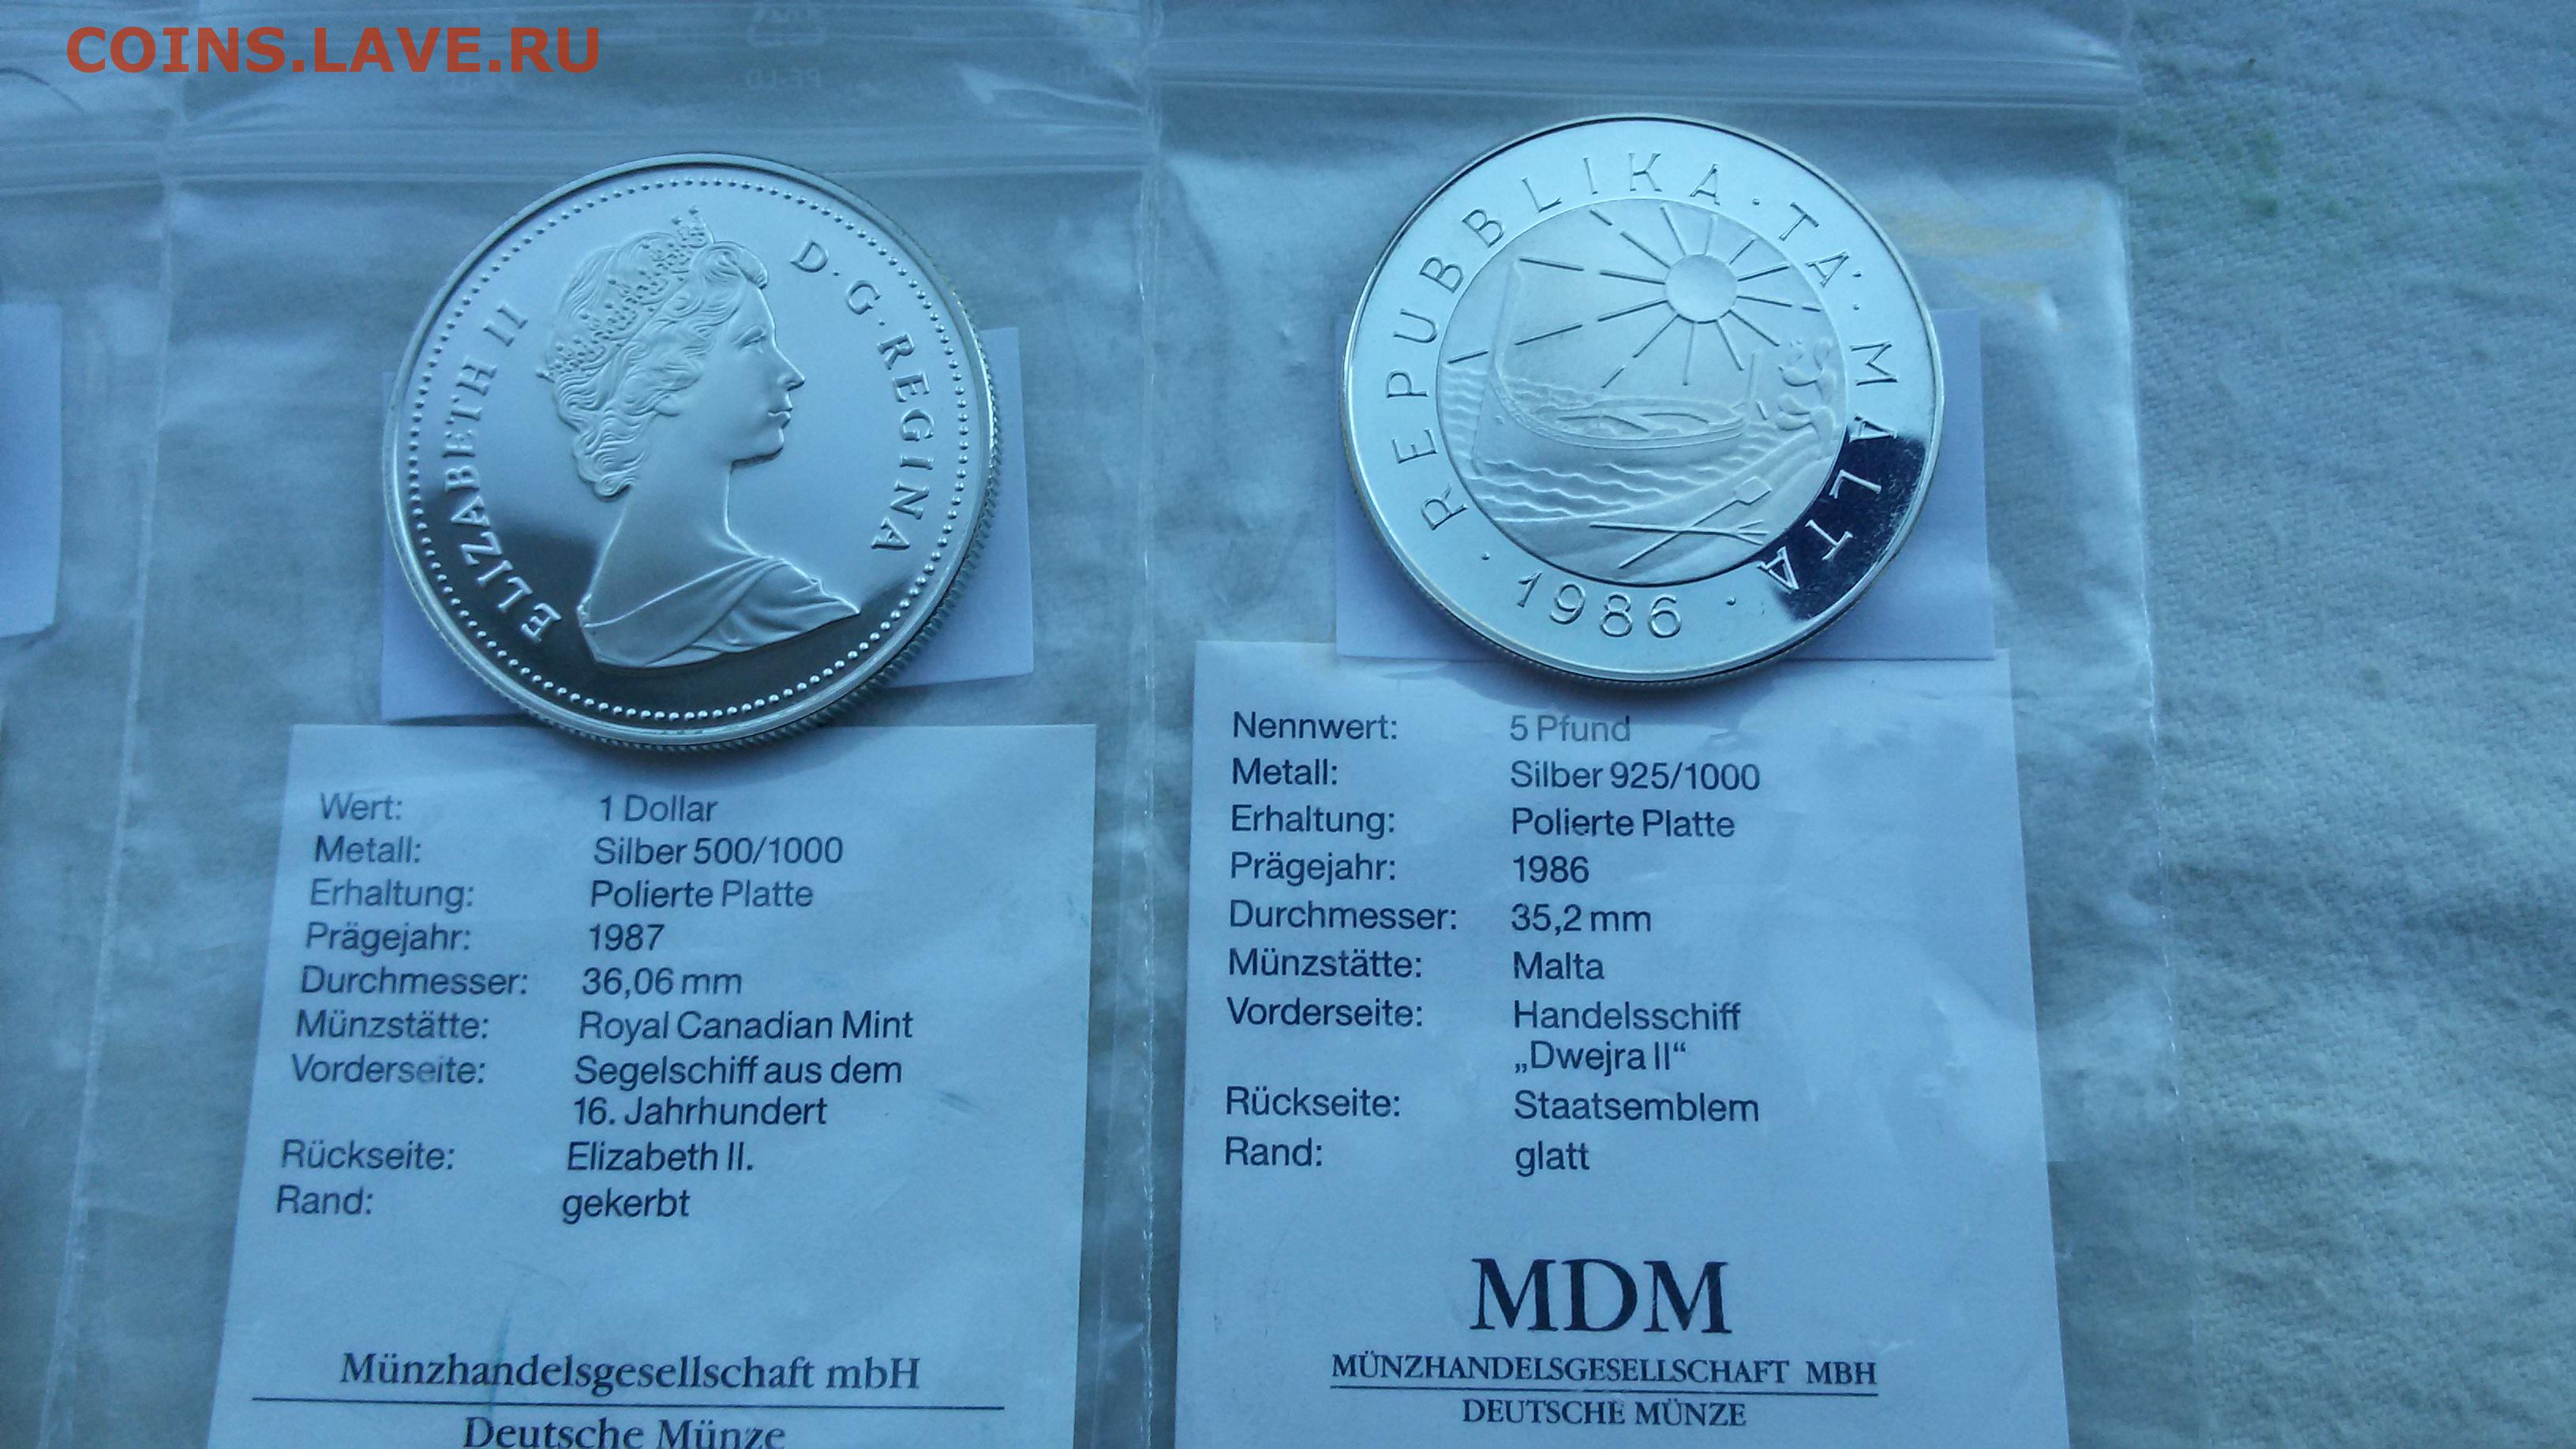 COINS.LAVE.RU
ELIZABETH II D·G·REGINA
Wert: 1 Dollar
Metall: Silber 500/1000
Erhaltung: Polierte Platte
Prägejahr: 1987
Durchmesser: 36,06 mm
Münzstätte: Royal Canadian Mint
Vorderseite: Segelschiff aus dem
16. Jahrhundert
Rückseite: Elizabeth II.
Rand: gekerbt
Münzhandelsgesellschaft mbH
Deutsche Münze
REPUBBLIKA · TA' · MALTA
· 1986 ·
Nennwert: 5 Pfund
Metall: Silber 925/1000
Erhaltung: Polierte Platte
Prägejahr: 1986
Durchmesser: 35,2 mm
Münzstätte: Malta
Vorderseite: Handelsschiff
„Dwejra II“
Rückseite: Staatsemblem
Rand: glatt
MDM
MÜNZHANDELSGESELLSCHAFT MBH
DEUTSCHE MÜNZE